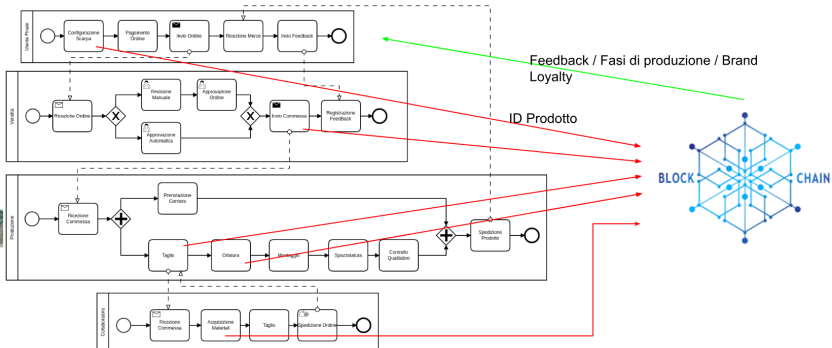 Utente Finale
Configurazione
Scarpa
Pagamento
Online
Invio Ordine
Ricezione Merce
Invio Feedback
Feedback / Fasi di produzione / Brand
Loyalty
Vendita
Ricezione Ordine
Revisione
Manuale
Approvazione
Ordine
Approvazione
Automatica
Invio Commessa
Registrazione
FeedBack
ID Prodotto
BLOCK CHAIN
Produzione
Ricezione
Commessa
Prenotazione
Corriere
Taglio
Orlatura
Montaggio
Spazzolatura
Controllo
Qualitativo
Spedizione
Prodotto
Collaboratore
Ricezione
Commessa
Acquisizione
Materiali
Taglio
Spedizione Ordine